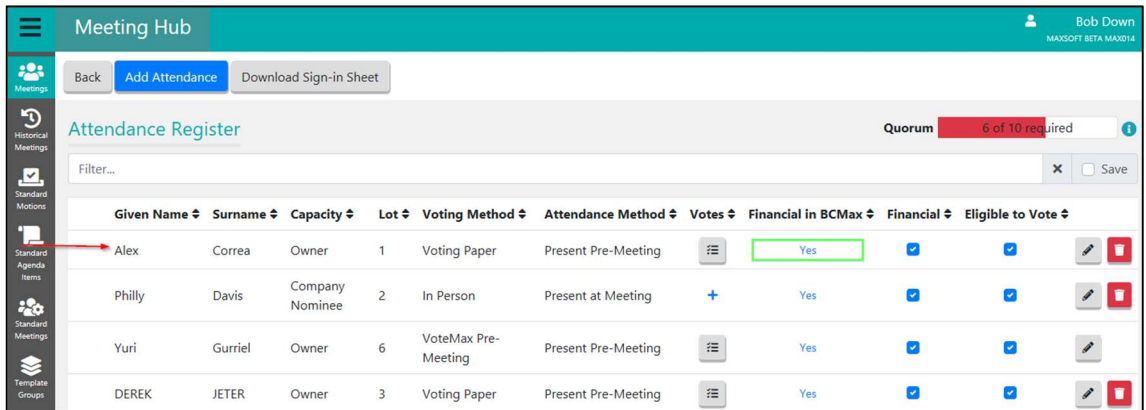 Meeting Hub
Bob Down
MAXSOFT BETA MAX014
Meetings
Back
Add Attendance
Download Sign-in Sheet
Historical
Meetings
Attendance Register
Quorum
6 of 10 required
Filter...
Save
Standard
Motions
Given Name
Surname
Capacity
Lot
Voting Method
Attendance Method
Votes
Financial in BCMax
Financial
Eligible to Vote
Standard
Agenda
Items
Alex
Correa
Owner
1
Voting Paper
Present Pre-Meeting
Yes
Philly
Davis
Company
Nominee
2
In Person
Present at Meeting
Yes
Standard
Meetings
Yuri
Gurriel
Owner
6
VoteMax Pre-
Meeting
Present Pre-Meeting
Yes
Template
Groups
DEREK
JETER
Owner
3
Voting Paper
Present Pre-Meeting
Yes